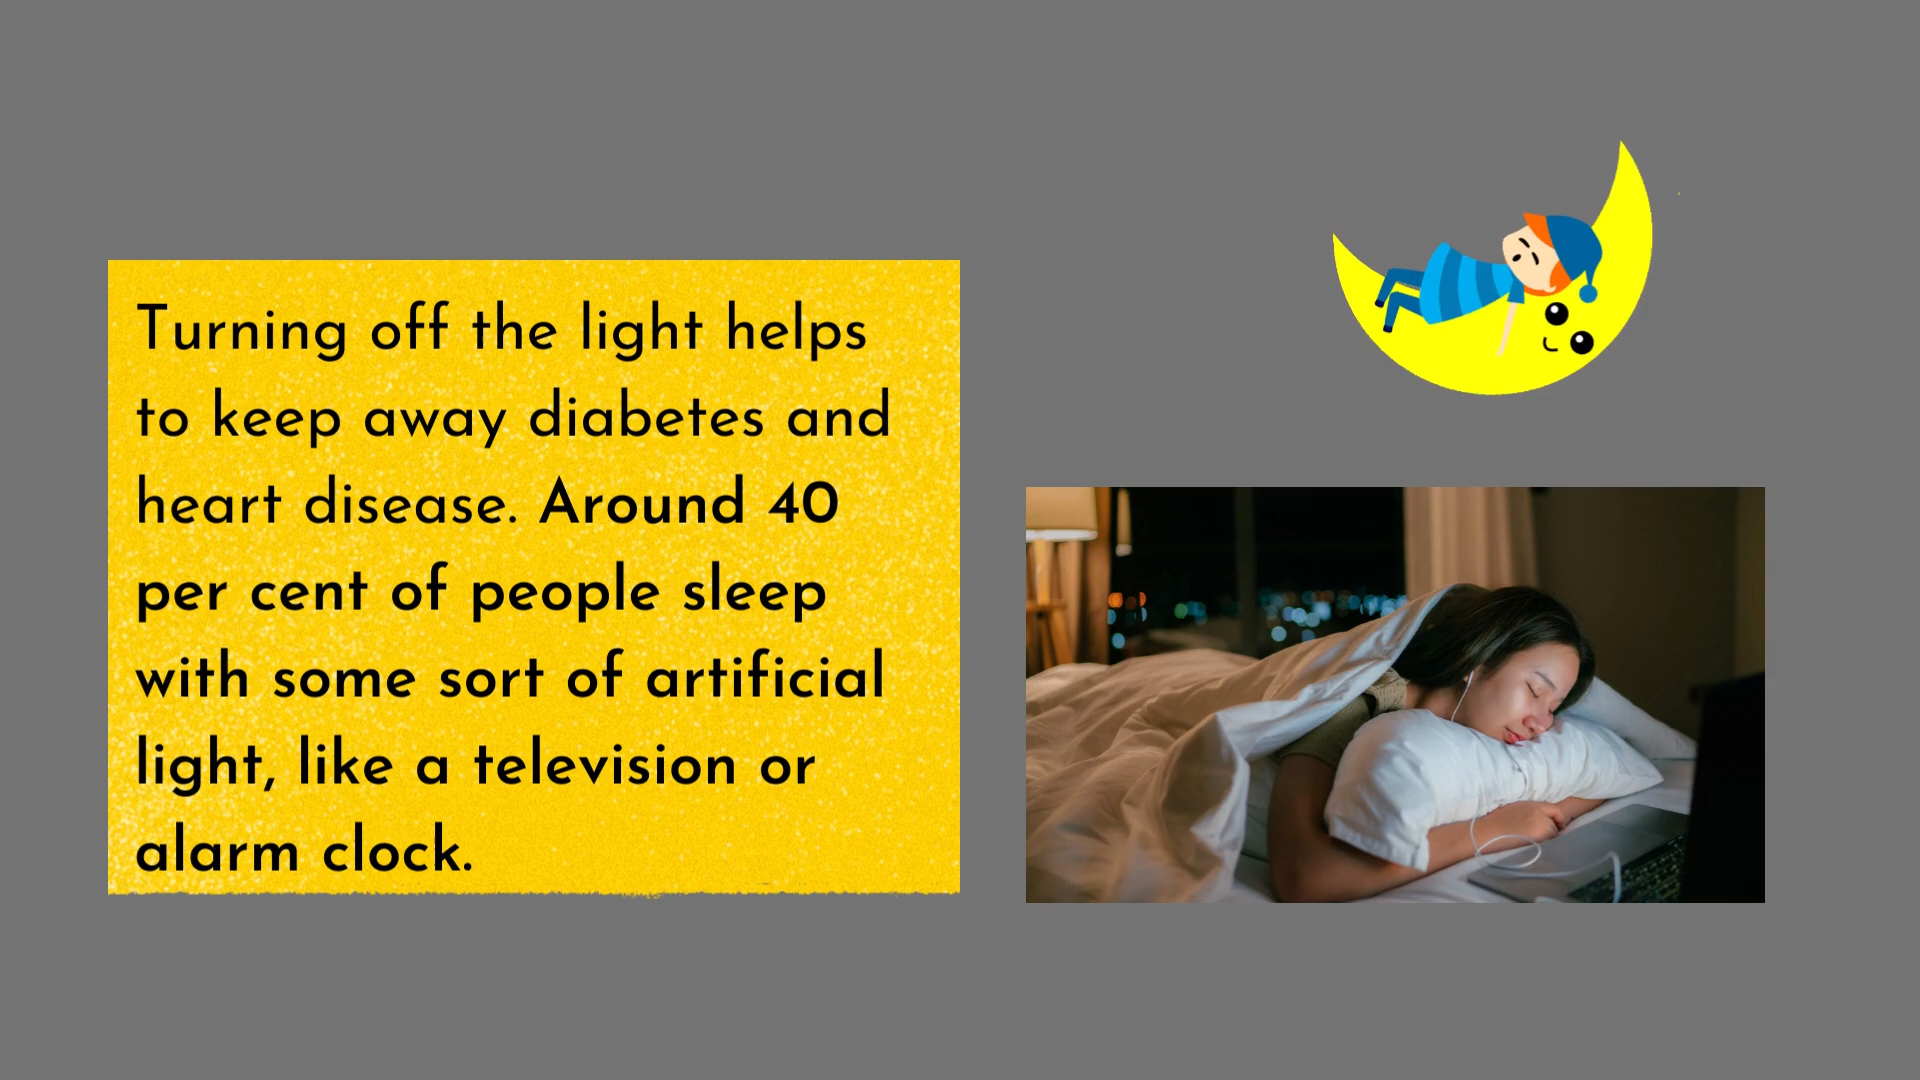 Turning off the light helps
to keep away diabetes and
heart disease. Around 40
per cent of people sleep
with some sort of artificial
light, like a television or
alarm clock.